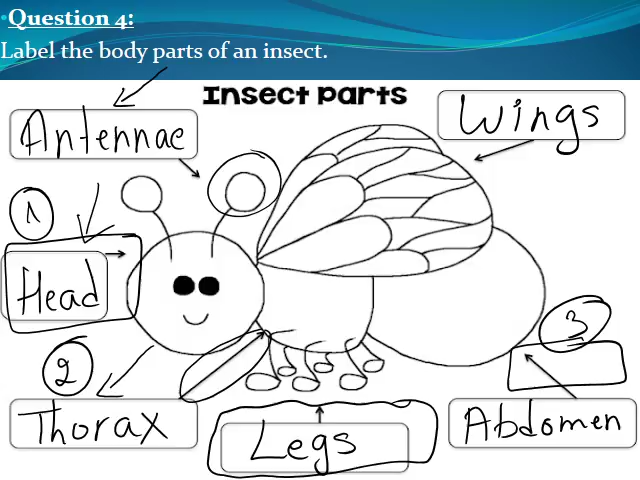 •Question 4:
Label the body parts of an insect.
Insect Parts
Antennae
Wings
1
Head
3
2
Thorax
Legs
Abdomen